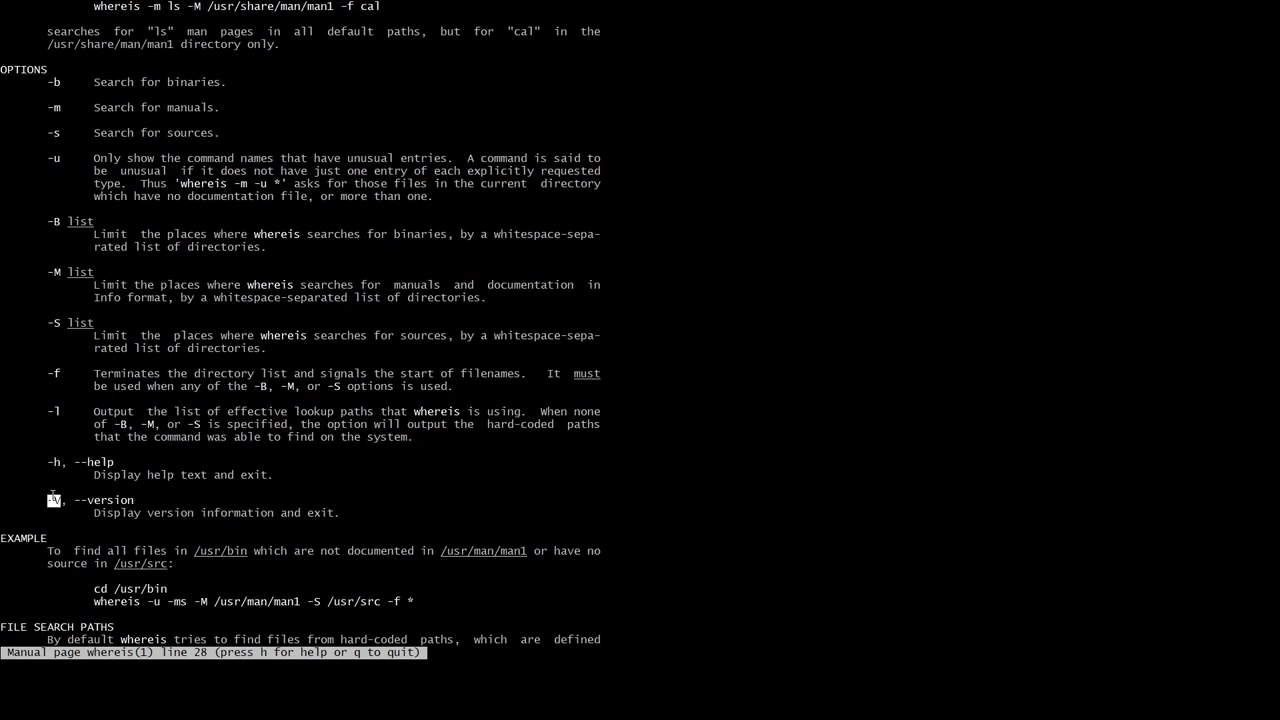 whereis -m ls -M /usr/share/man/man1 -f cal
searches for "ls" man pages in all default paths, but for "cal" in the
/usr/share/man/man1 directory only.
OPTIONS
-b Search for binaries.
-m Search for manuals.
-s Search for sources.
-u Only show the command names that have unusual entries. A command is said to
be unusual if it does not have just one entry of each explicitly requested
type. Thus 'whereis -m -u *' asks for those files in the current directory
which have no documentation file, or more than one.
-B list
Limit the places where whereis searches for binaries, by a whitespace-sepa-
rated list of directories.
-M list
Limit the places where whereis searches for manuals and documentation in
Info format, by a whitespace-separated list of directories.
-S list
Limit the places where whereis searches for sources, by a whitespace-sepa-
rated list of directories.
-f Terminates the directory list and signals the start of filenames. It must
be used when any of the -B, -M, or -S options is used.
-l Output the list of effective lookup paths that whereis is using. When none
of -B, -M, or -S is specified, the option will output the hard-coded paths
that the command was able to find on the system.
-h, --help
Display help text and exit.
-V, --version
Display version information and exit.
EXAMPLE
To find all files in /usr/bin which are not documented in /usr/man/man1 or have no
source in /usr/src:
cd /usr/bin
whereis -u -ms -M /usr/man/man1 -S /usr/src -f *
FILE SEARCH PATHS
By default whereis tries to find files from hard-coded paths, which are defined
Manual page whereis(1) line 28 (press h for help or q to quit)